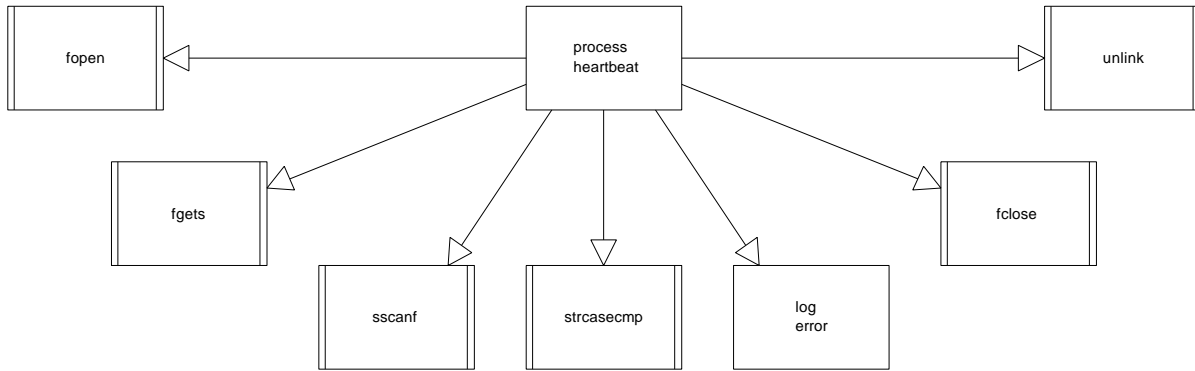 fopen
process
heartbeat
unlink
fgets
fclose
sscanf
strcasecmp
log
error